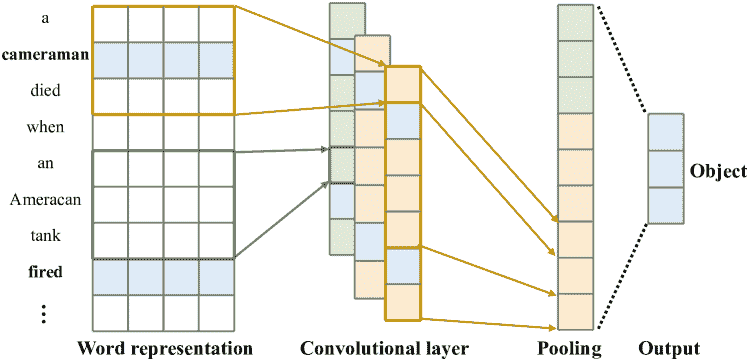 a
cameraman
died
when
an
Ameracan
tank
fired
⋮
Object
Word representation
Convolutional layer
Pooling
Output